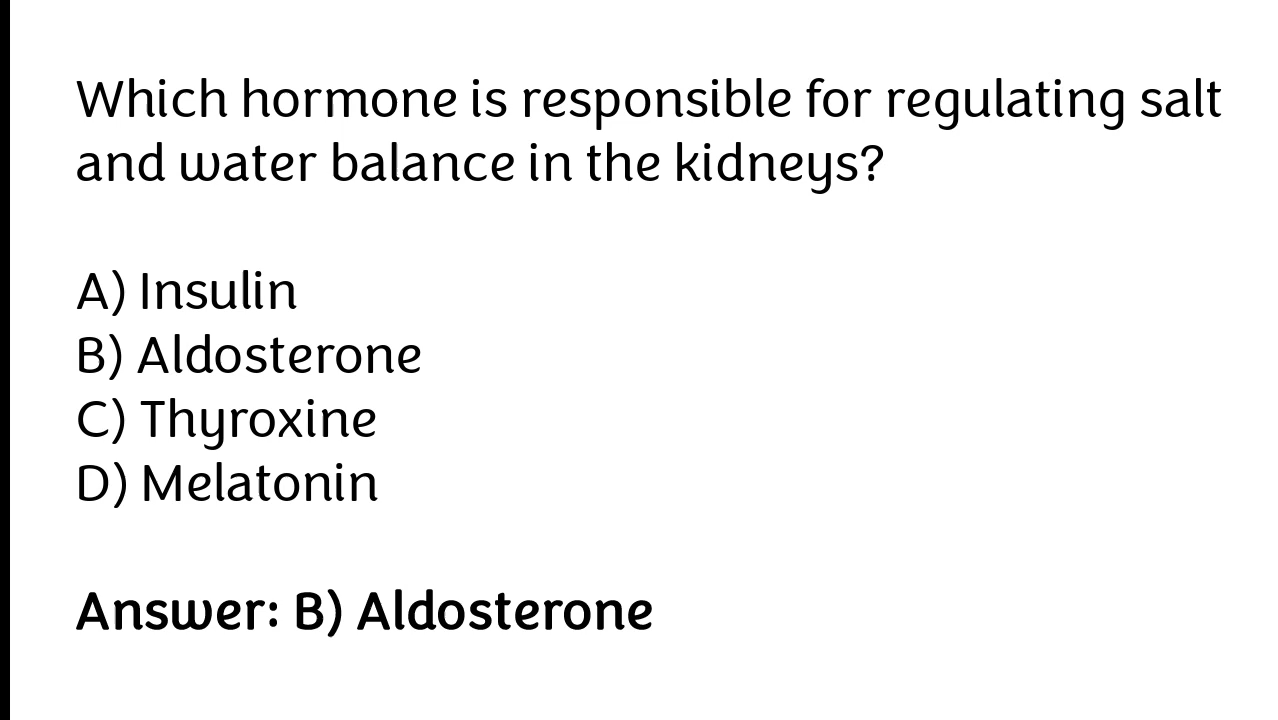 Which hormone is responsible for regulating salt
and water balance in the kidneys?
A) Insulin
B) Aldosterone
C) Thyroxine
D) Melatonin
Answer: B) Aldosterone